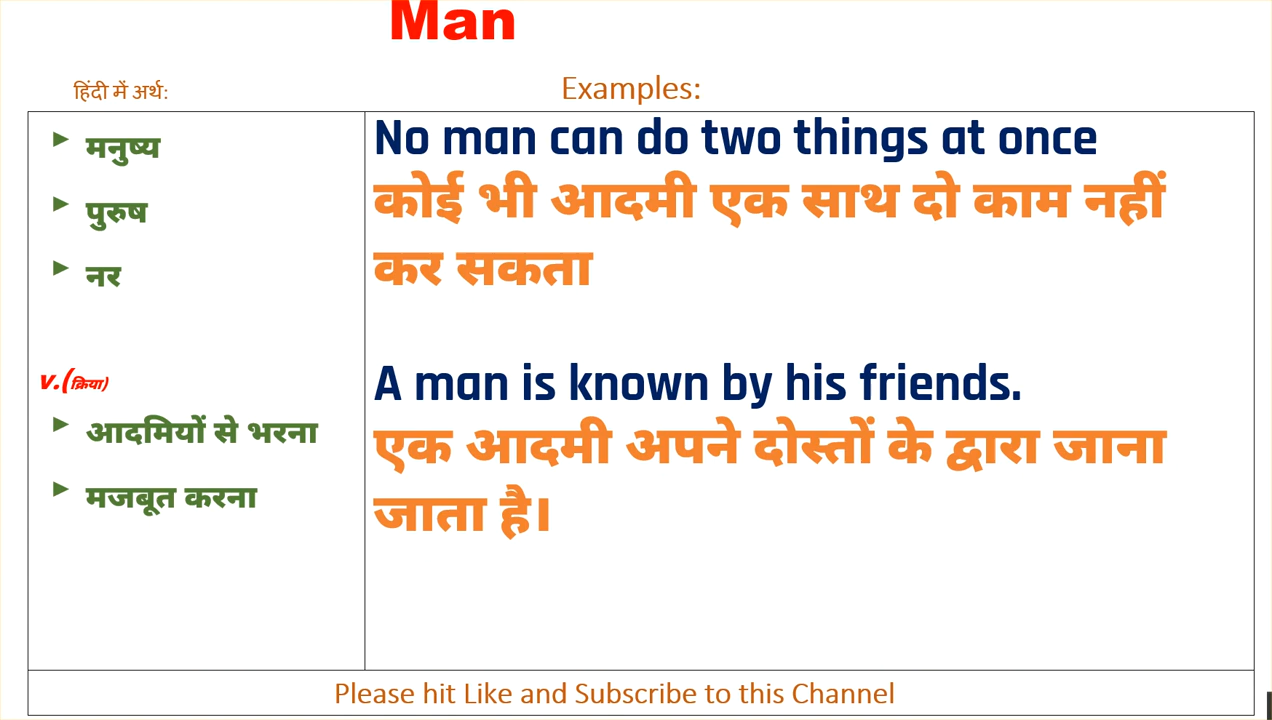 Man
हिंदी में अर्थ:
Examples:
मनुष्य
पुरुष
नर
v.(क्रिया)
आदमियों से भरना
मजबूत करना
No man can do two things at once
कोई भी आदमी एक साथ दो काम नहीं
कर सकता
A man is known by his friends.
एक आदमी अपने दोस्तों के द्वारा जाना
जाता है।
Please hit Like and Subscribe to this Channel